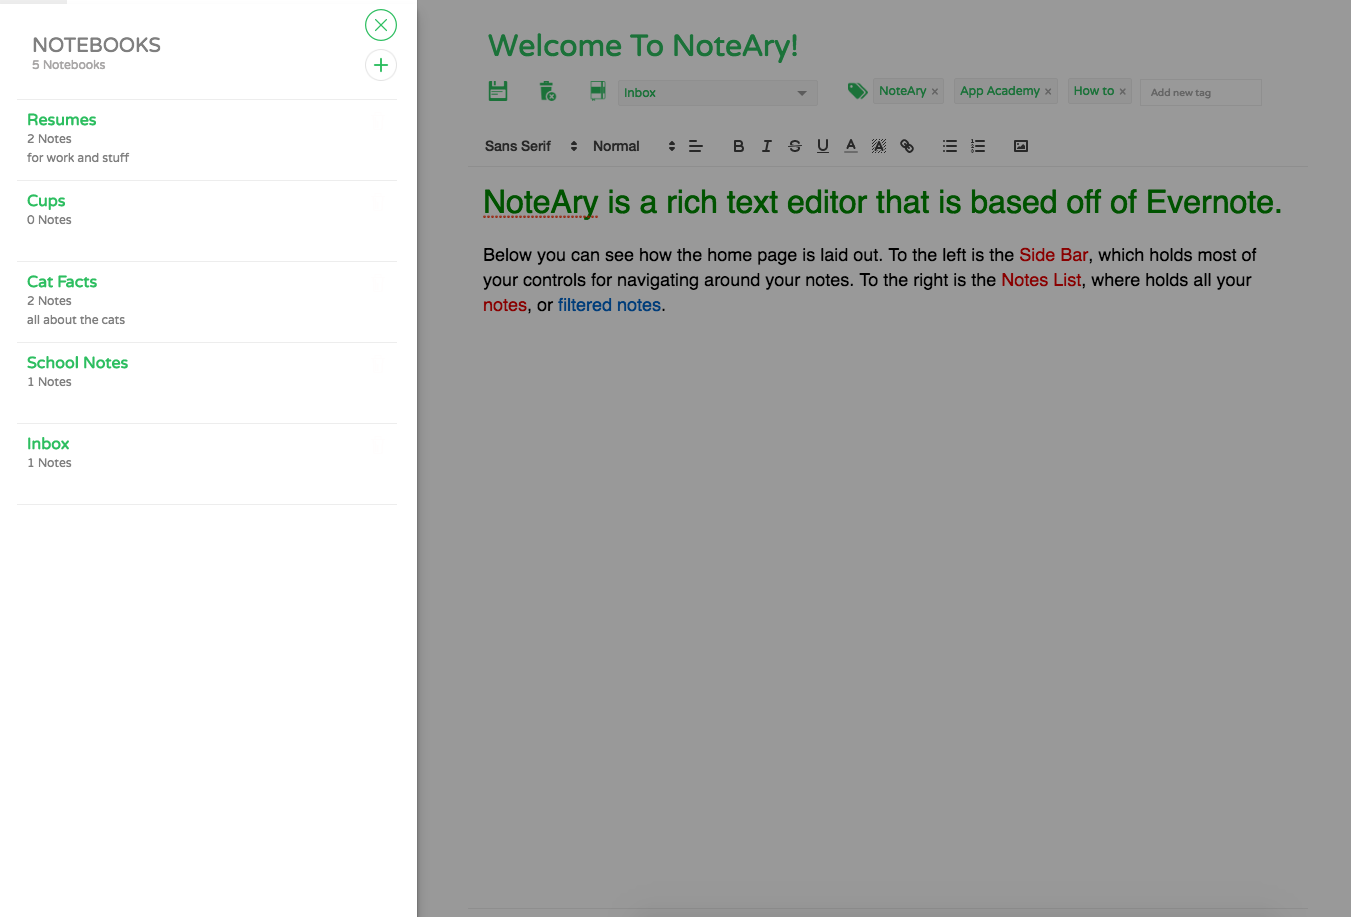 NOTEBOOKS
5 Notebooks
Resumes
2 Notes
for work and stuff
Cups
0 Notes
Cat Facts
2 Notes
all about the cats
School Notes
1 Notes
Inbox
1 Notes
Welcome To NoteAry!
Inbox NoteAry × App Academy × How to × Add new tag
Sans Serif Normal B I S U A A
NoteAry is a rich text editor that is based off of Evernote.
Below you can see how the home page is laid out. To the left is the Side Bar, which holds most of
your controls for navigating around your notes. To the right is the Notes List, where holds all your
notes, or filtered notes.